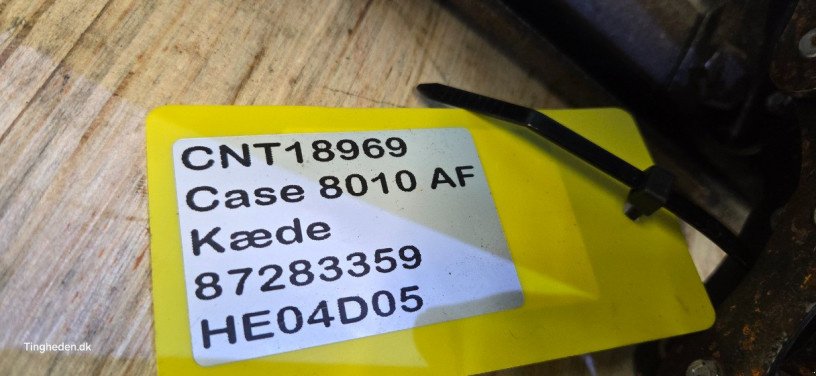 CNT18969
Case 8010 AF
Kæde
87283359
HE04D05
Tingheden.dk